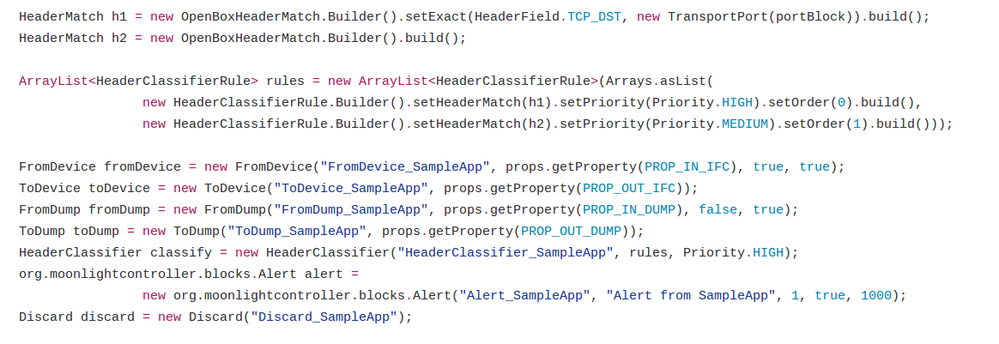 HeaderMatch h1 = new OpenBoxHeaderMatch.Builder().setExact(HeaderField.TCP_DST, new TransportPort(portBlock)).build();
HeaderMatch h2 = new OpenBoxHeaderMatch.Builder().build();
ArrayList<HeaderClassifierRule> rules = new ArrayList<HeaderClassifierRule>(Arrays.asList(
new HeaderClassifierRule.Builder().setHeaderMatch(h1).setPriority(Priority.HIGH).setOrder(0).build(),
new HeaderClassifierRule.Builder().setHeaderMatch(h2).setPriority(Priority.MEDIUM).setOrder(1).build()));
FromDevice fromDevice = new FromDevice("FromDevice_SampleApp", props.getProperty(PROP_IN_IFC), true, true);
ToDevice toDevice = new ToDevice("ToDevice_SampleApp", props.getProperty(PROP_OUT_IFC));
FromDump fromDump = new FromDump("FromDump_SampleApp", props.getProperty(PROP_IN_DUMP), false, true);
ToDump toDump = new ToDump("ToDump_SampleApp", props.getProperty(PROP_OUT_DUMP));
HeaderClassifier classify = new HeaderClassifier("HeaderClassifier_SampleApp", rules, Priority.HIGH);
org.moonlightcontroller.blocks.Alert alert =
new org.moonlightcontroller.blocks.Alert("Alert_SampleApp", "Alert from SampleApp", 1, true, 1000);
Discard discard = new Discard("Discard_SampleApp");